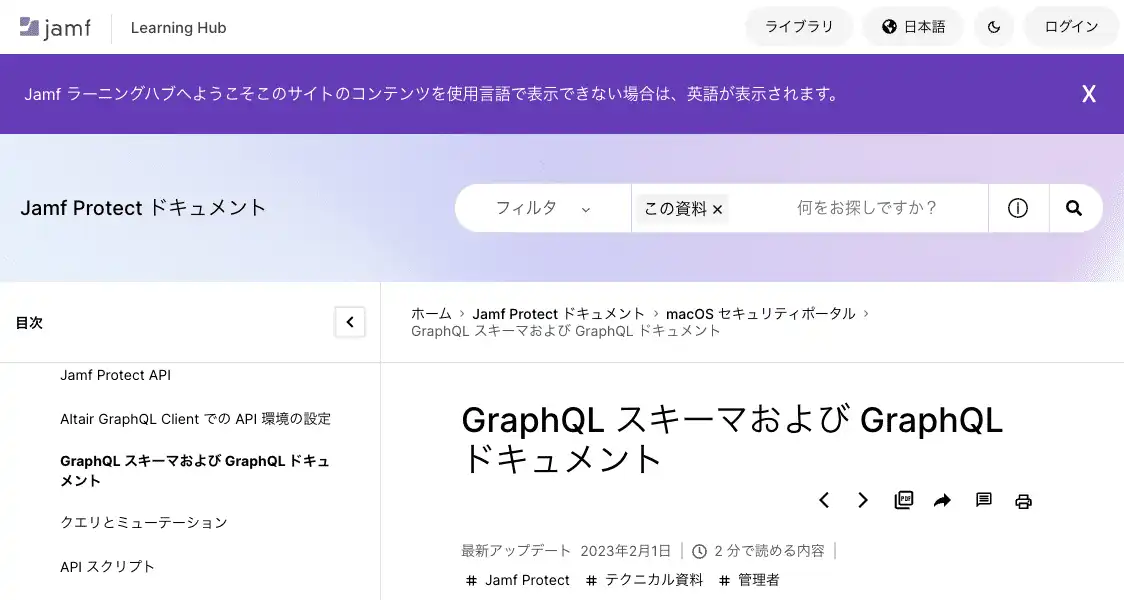 jamf
Learning Hub
ライブラリ
日本語
ログイン
Jamf ラーニングハブへようこそこのサイトのコンテンツを使用言語で表示できない場合は、英語が表示されます。
X
Jamf Protect ドキュメント
フィルタ
この資料 ×
何をお探しですか？
目次
ホーム › Jamf Protect ドキュメント › macOS セキュリティポータル ›
GraphQL スキーマおよび GraphQL ドキュメント
Jamf Protect API
Altair GraphQL Client での API 環境の設定
GraphQL スキーマおよび GraphQL ドキュ
メント
クエリとミューテーション
API スクリプト
GraphQL スキーマおよび GraphQL
ドキュメント
PDF
最新アップデート 2023年2月1日 | 2 分で読める内容 |
# Jamf Protect # テクニカル資料 # 管理者